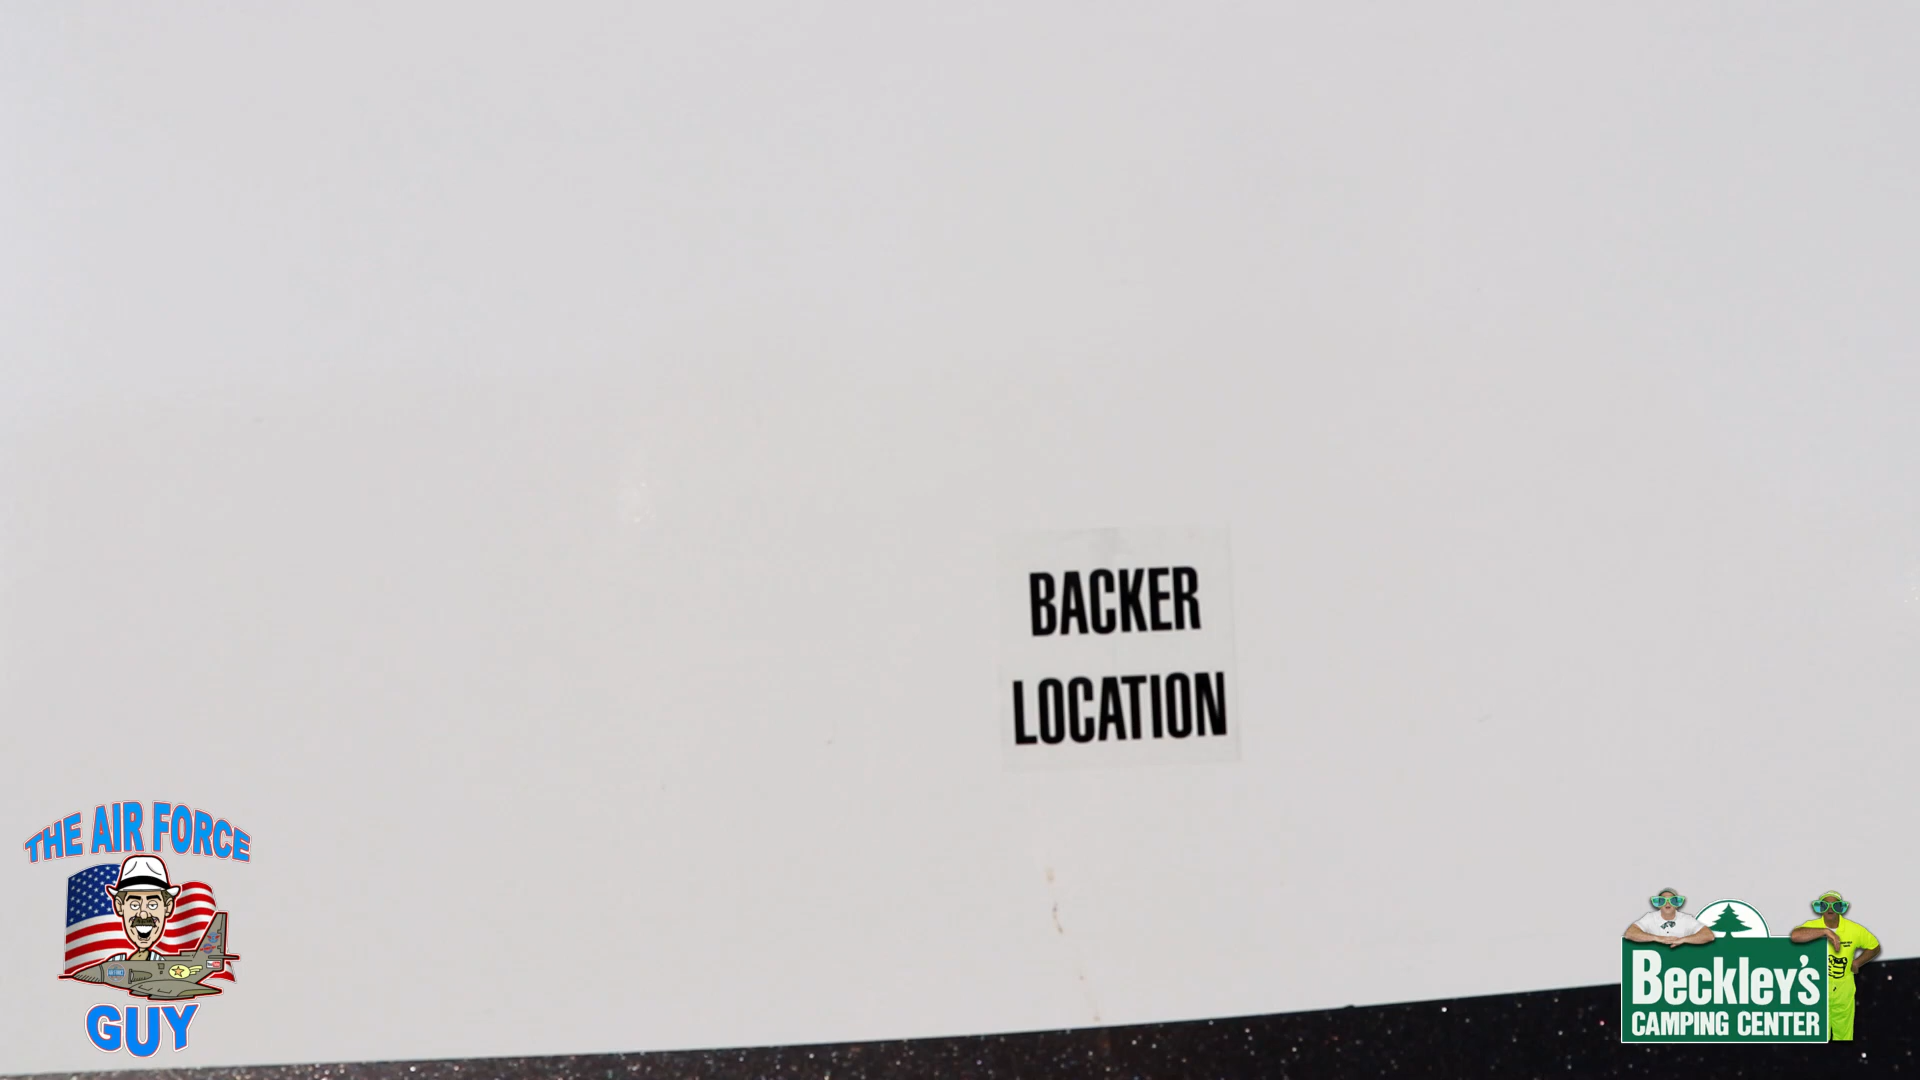 BACKER
LOCATION
THE AIR FORCE
GUY
Beckley's
CAMPING CENTER